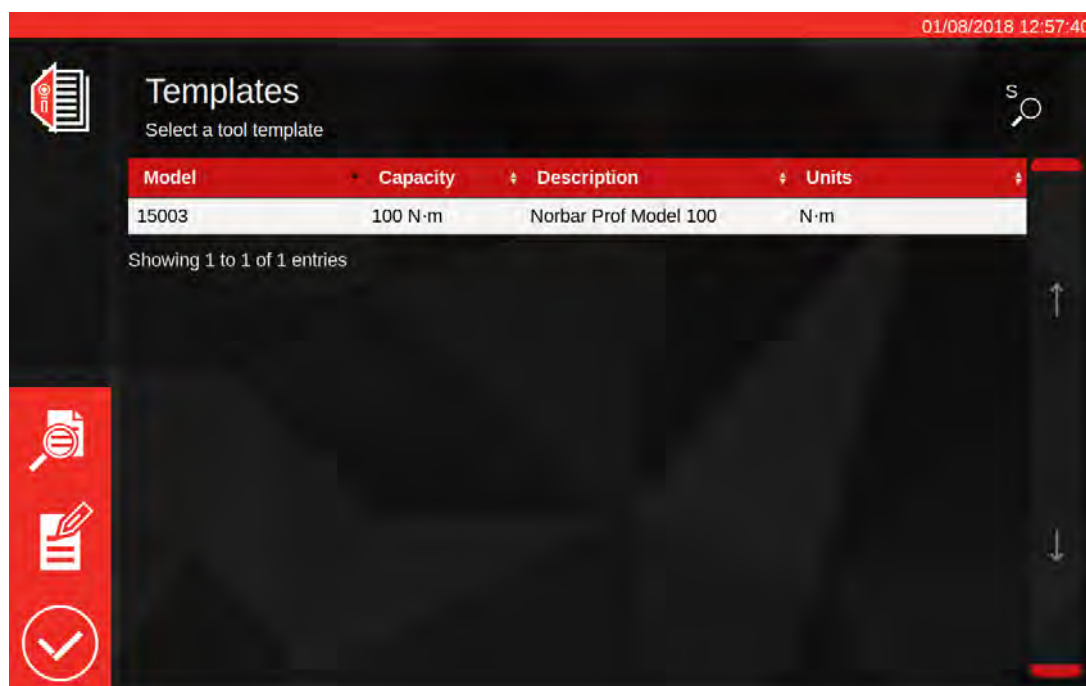 01/08/2018 12:57:40
Templates
S
Select a tool template
Model Capacity Description Units
15003 100 N·m Norbar Prof Model 100 N·m
Showing 1 to 1 of 1 entries